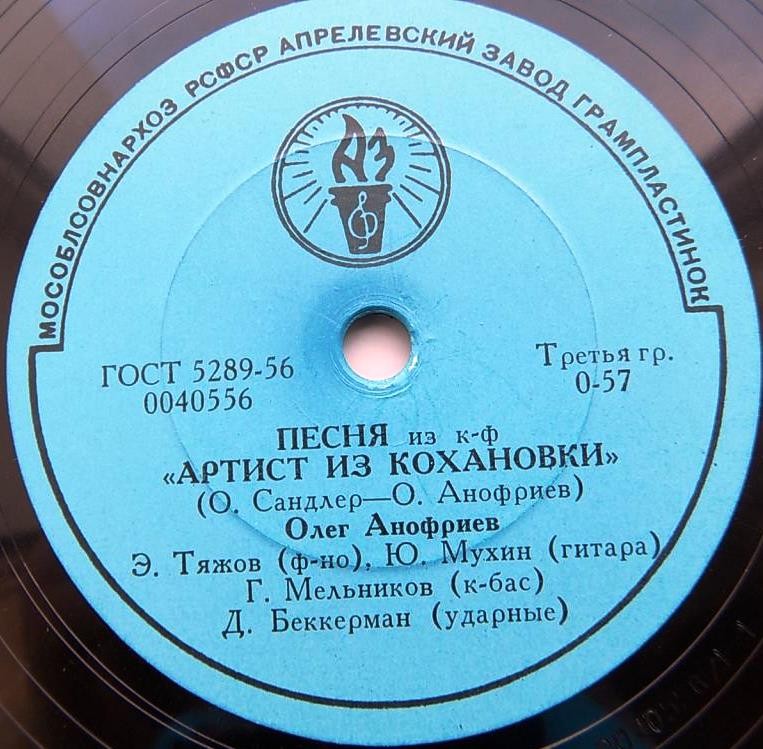 МОСОБЛСОВНАРХОЗ РСФСР АПРЕЛЕВСКИЙ ЗАВОД ГРАМПЛАСТИНОК
АЗ
ГОСТ 5289-56
0040556
Третья гр.
0-57
ПЕСНЯ из к-ф
«АРТИСТ ИЗ КОХАНОВКИ»
(О. Сандлер—О. Анофриев)
Олег Анофриев
Э. Тяжов (ф-но), Ю. Мухин (гитара)
Г. Мельников (к-бас)
Д. Беккерман (ударные)